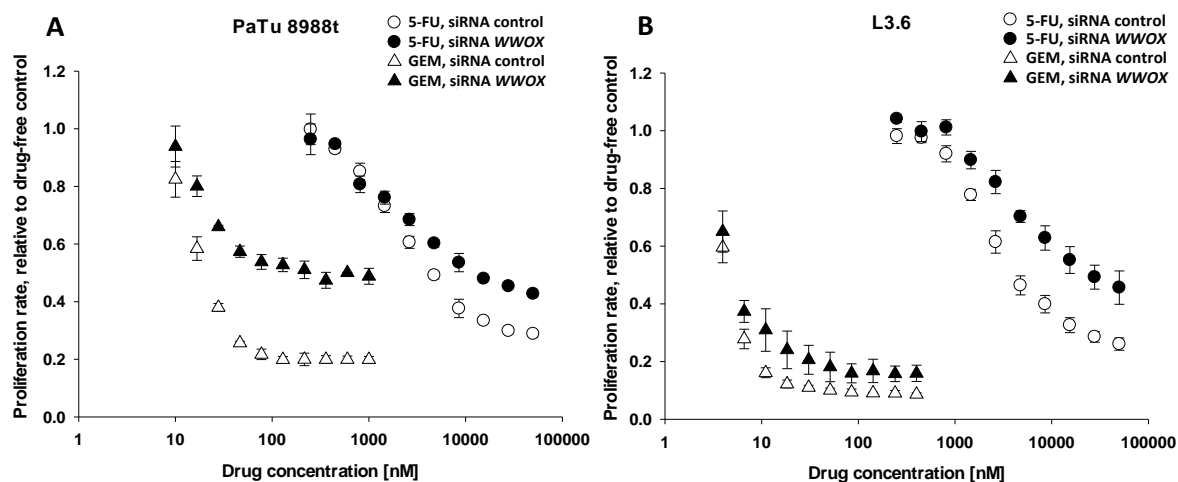 A
PaTu 8988t
5-FU, siRNA control
5-FU, siRNA WWOX
GEM, siRNA control
GEM, siRNA WWOX
Proliferation rate, relative to drug-free control
1.2
1.0
0.8
0.6
0.4
0.2
0.0
1
10
100
1000
10000
100000
Drug concentration [nM]
B
L3.6
5-FU, siRNA control
5-FU, siRNA WWOX
GEM, siRNA control
GEM, siRNA WWOX
Proliferation rate, relative to drug-free control
1.2
1.0
0.8
0.6
0.4
0.2
0.0
1
10
100
1000
10000
100000
Drug concentration [nM]